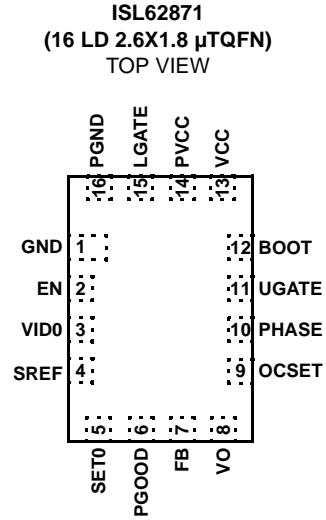 ISL62871
(16 LD 2.6X1.8 µTQFN)
TOP VIEW
PGND
LGATE
PVCC
VCC
16
15
14
13
GND 1
EN 2
VID0 3
SREF 4
12 BOOT
11 UGATE
10 PHASE
9 OCSET
5
6
7
8
SET0
PGOOD
FB
VO